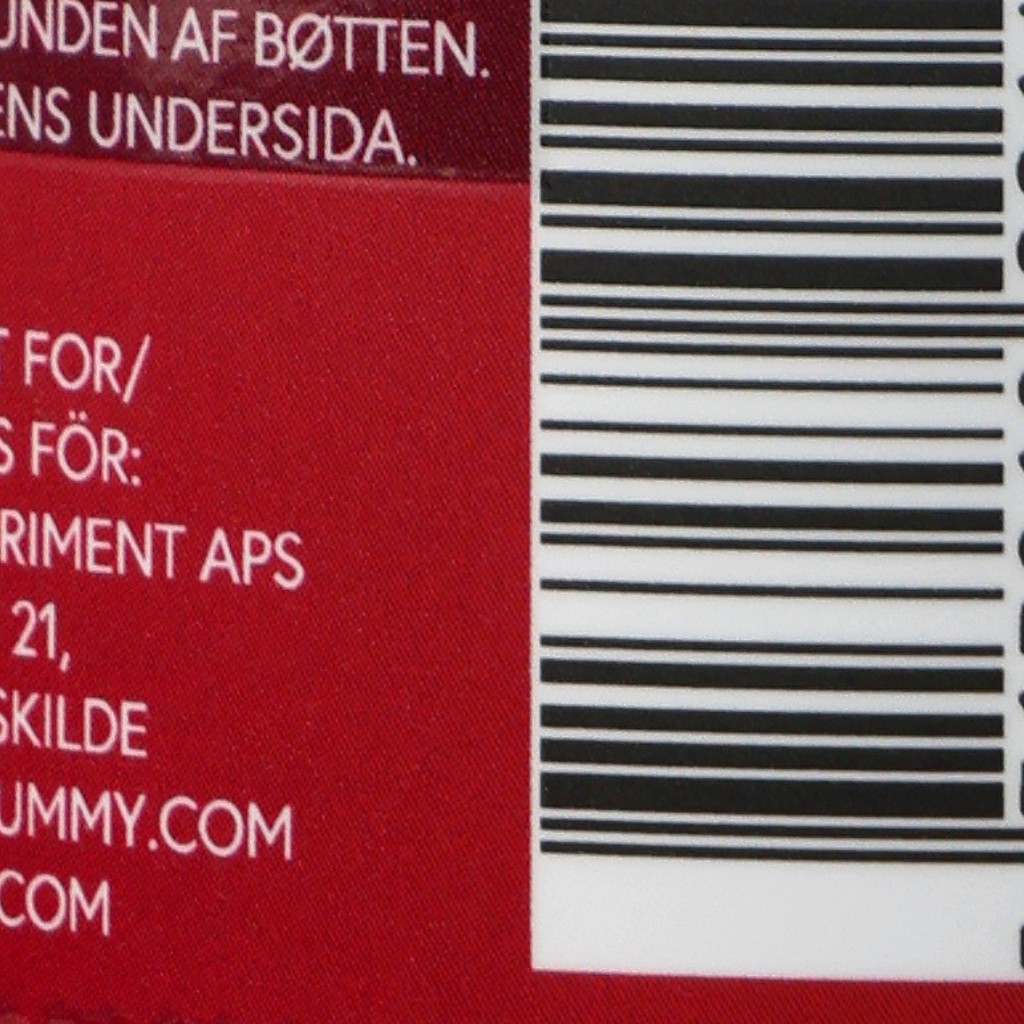 UNDEN AF BØTTEN.
ENS UNDERSIDA.
T FOR/
S FÖR:
RIMENT APS
21,
SKILDE
UMMY.COM
.COM